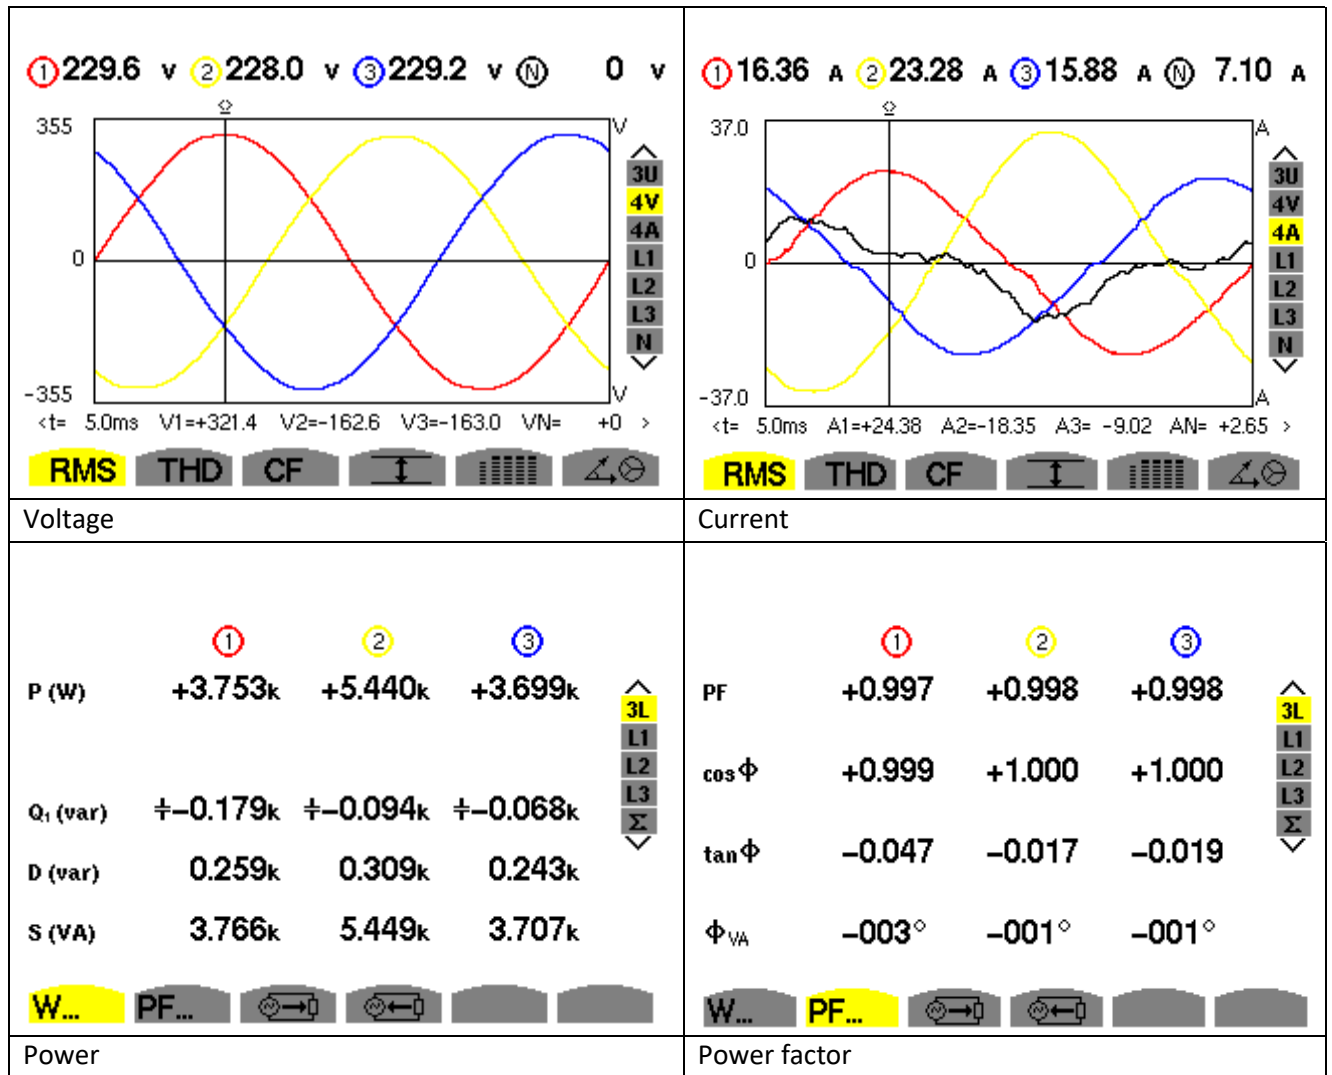 1 229.6 V 2 228.0 V 3 229.2 V N 0 V
355 V
3U
4V
4A
0 L1
L2
L3
N
-355 V
<t= 5.0ms V1=+321.4 V2=-162.6 V3=-163.0 VN= +0 >
RMS THD CF
Voltage
1 16.36 A 2 23.28 A 3 15.88 A N 7.10 A
37.0 A
3U
4V
4A
0 L1
L2
L3
N
-37.0 A
<t= 5.0ms A1=+24.38 A2=-18.35 A3= -9.02 AN= +2.65 >
RMS THD CF
Current
1 2 3
P (W) +3.753k +5.440k +3.699k
3L
L1
L2
L3
Σ
Q₁ (var) ≑-0.179k ≑-0.094k ≑-0.068k
D (var) 0.259k 0.309k 0.243k
S (VA) 3.766k 5.449k 3.707k
W... PF...
Power
1 2 3
PF +0.997 +0.998 +0.998
3L
L1
L2
L3
Σ
cos Φ +0.999 +1.000 +1.000
tan Φ -0.047 -0.017 -0.019
Φ VA -003° -001° -001°
W... PF...
Power factor